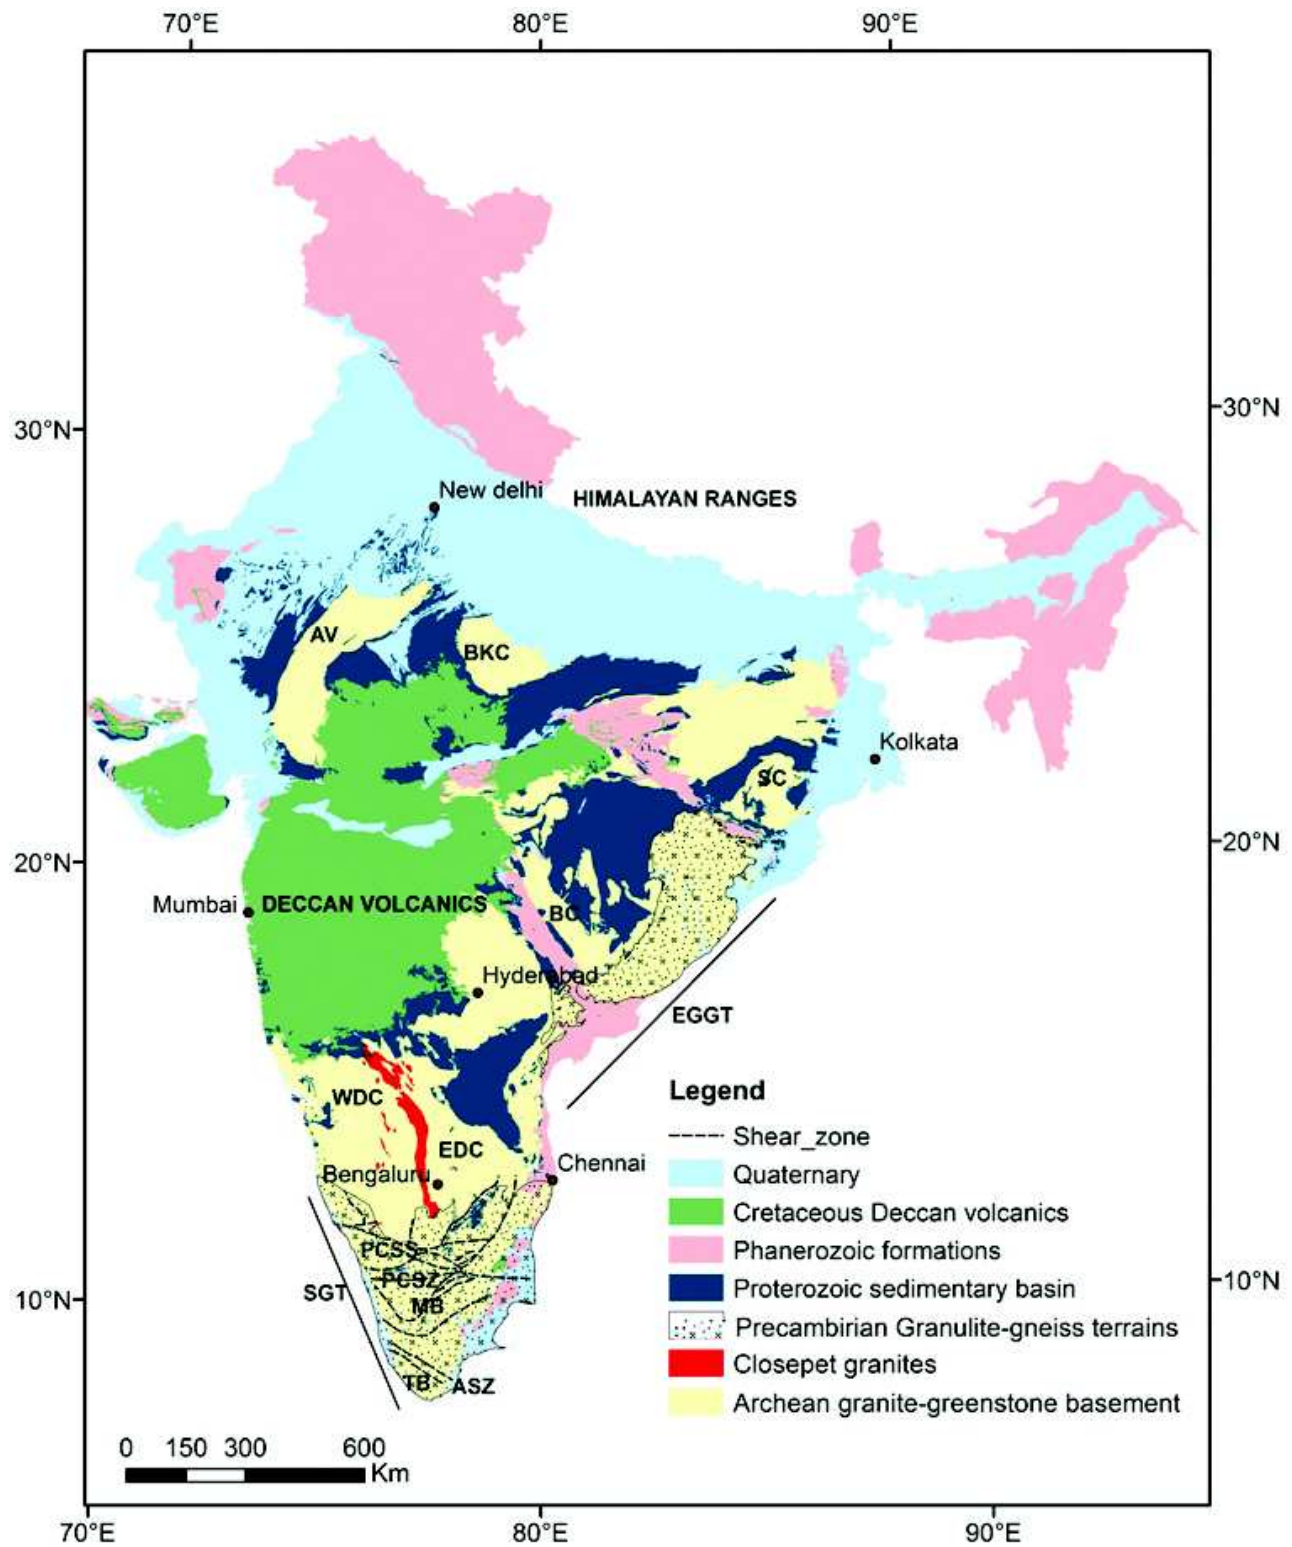 70°E 80°E 90°E
30°N 30°N
New delhi
HIMALAYAN RANGES
AV
BKC
Kolkata
SC
20°N 20°N
Mumbai DECCAN VOLCANICS
BC
Hyderabad
EGGT
WDC
EDC
Bengaluru
Chennai
PCSS
PCSZ
SGT
MB
10°N 10°N
TB ASZ
Legend
Shear_zone
Quaternary
Cretaceous Deccan volcanics
Phanerozoic formations
Proterozoic sedimentary basin
Precambirian Granulite-gneiss terrains
Closepet granites
Archean granite-greenstone basement
0 150 300 600
Km
70°E 80°E 90°E